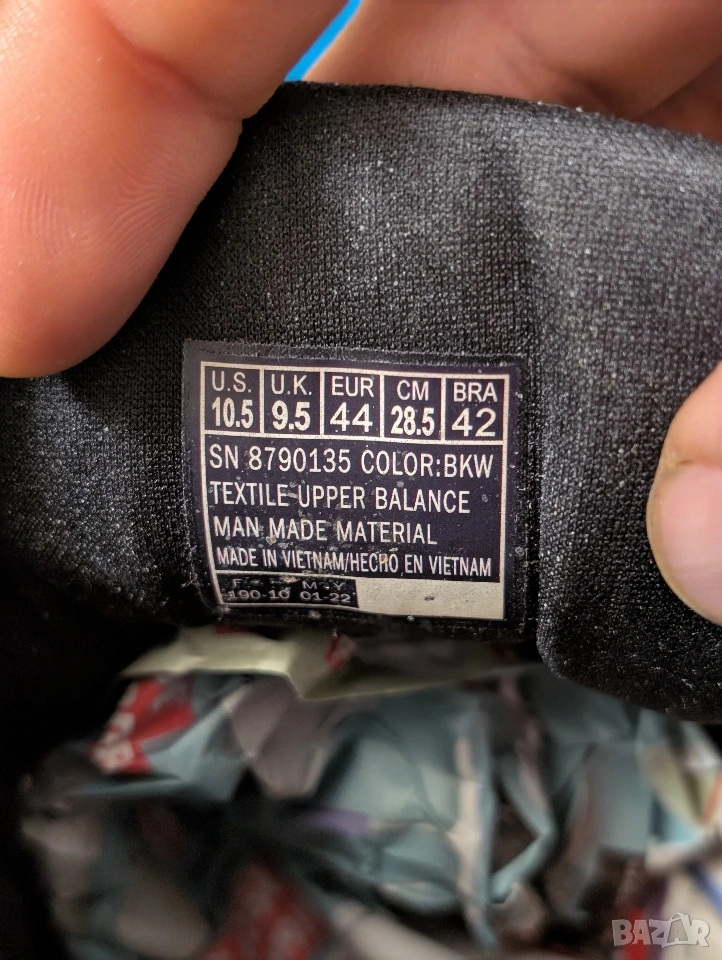 U.S. U.K. EUR CM BRA
10.5 9.5 44 28.5 42
SN 8790135 COLOR:BKW
TEXTILE UPPER BALANCE
MAN MADE MATERIAL
MADE IN VIETNAM/HECHO EN VIETNAM
M Y
190-10 01-22
BAZAR